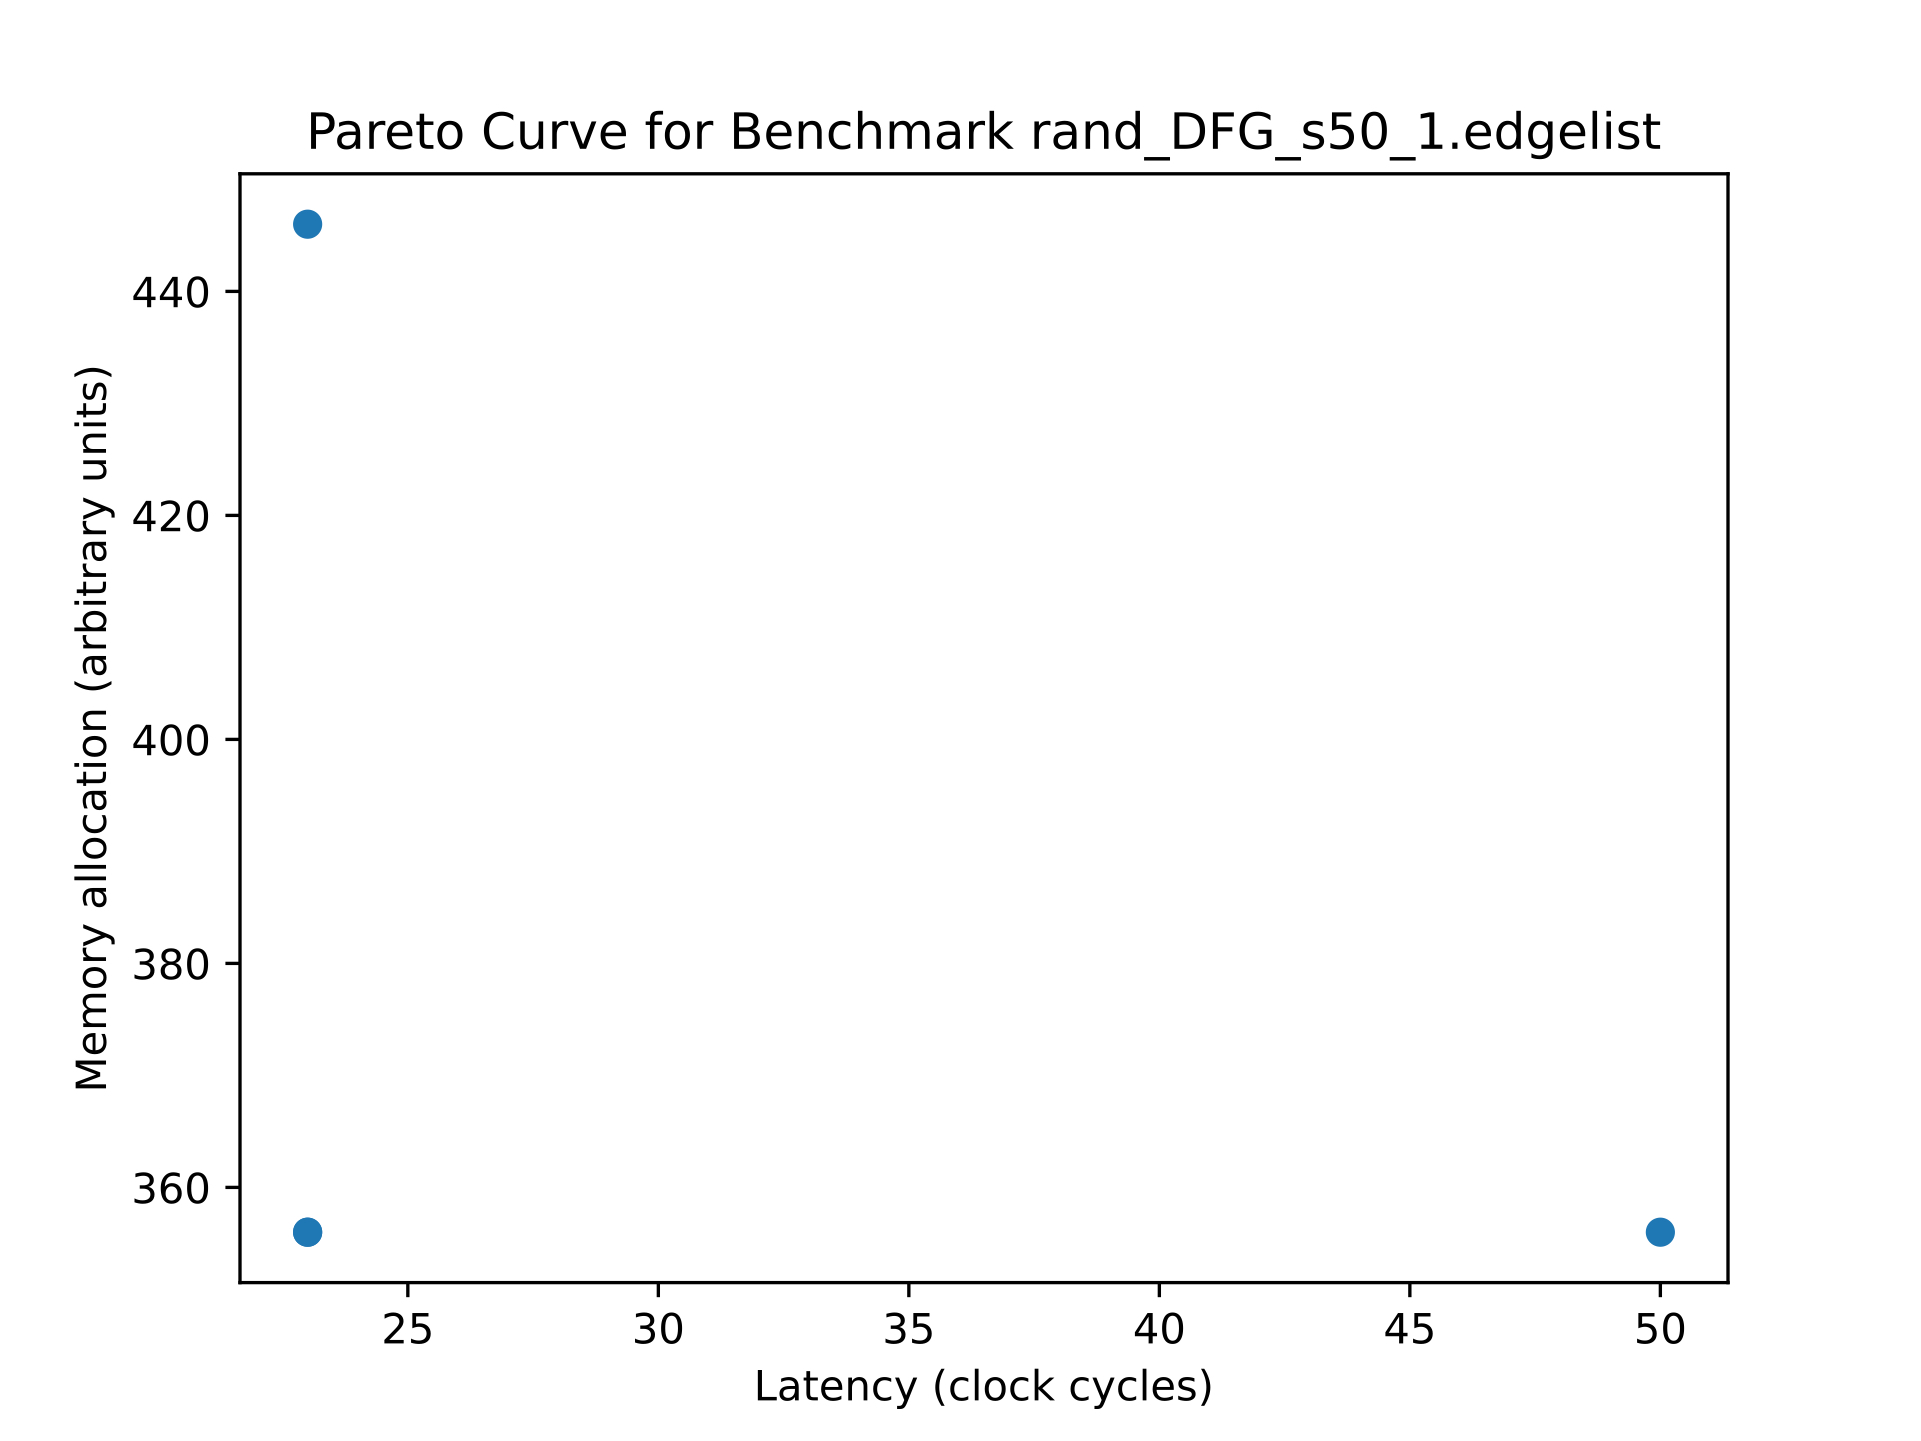 Pareto Curve for Benchmark rand_DFG_s50_1.edgelist
Memory allocation (arbitrary units)
440
420
400
380
360
25 30 35 40 45 50
Latency (clock cycles)